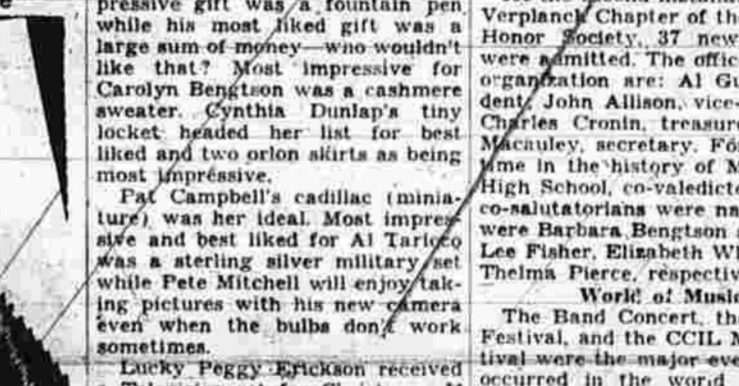 pressive gift was a fountain pen
while his most liked gift was a
large sum of money—who wouldn't
like that? Most impressive for
Carolyn Bengtson was a cashmere
sweater. Cynthia Dunlap's tiny
locket headed her list for best
liked and two orlon skirts as being
most impressive.
Pat Campbell's cadillac (minia-
ture) was her ideal. Most impres-
sive and best liked for Al Tarioco
was a sterling silver military set
while Pete Mitchell will enjoy tak-
ing pictures with his new camera
even when the bulbs don't work
sometimes.
Lucky Peggy Erickson received
Verplanck Chapter of the
Honor Society, 37 new
were admitted. The offic
organization are: Al Gu
dent, John Allison, vice-
Charles Cronin, treasure
Macauley, secretary. For
time in the history of M
High School, co-valedicto
co-salutatorians were na
were Barbara Bengtson
Lee Fisher, Elizabeth Wh
Thelma Pierce, respectiv
World of Music
The Band Concert, th
Festival, and the CCIL M
tival were the major eve
occurred in the world